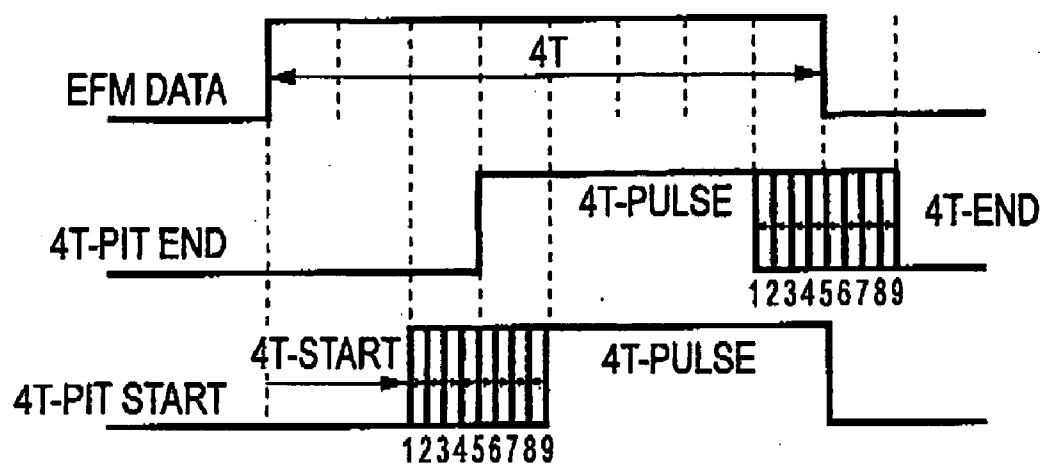 4T
EFM DATA
4T-PULSE
4T-END
4T-PIT END
123456789
4T-START
4T-PULSE
4T-PIT START
123456789